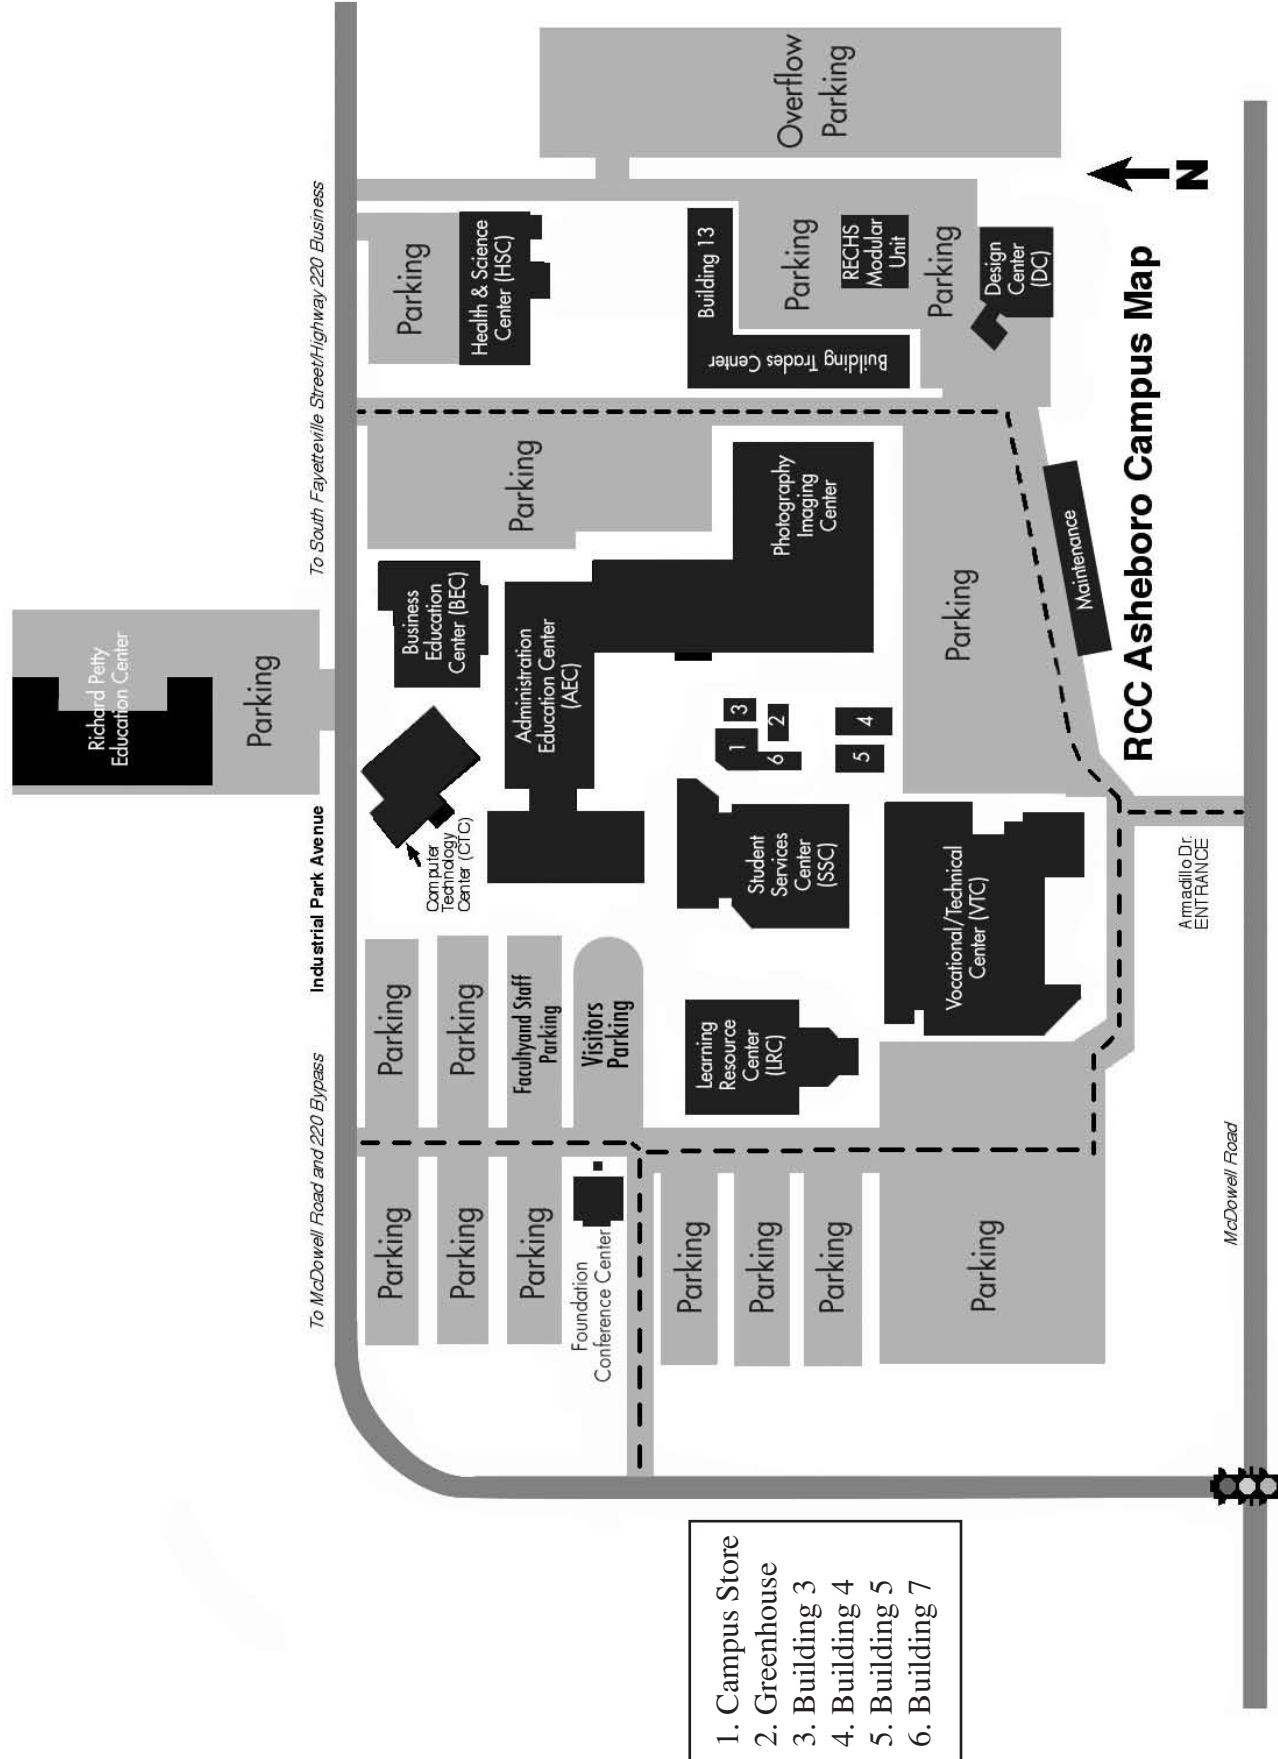 Richard Petty
Education Center
Parking
To McDowell Road and 220 Bypass
Industrial Park Avenue
To South Fayetteville Street/Highway 220 Business
Parking
Parking
Computer
Technology
Center (CTC)
Business
Education
Center (BEC)
Parking
Parking
Health & Science
Center (HSC)
Parking
Parking
Parking
Faculty and Staff
Parking
Visitors
Parking
Administration
Education Center
(AEC)
Foundation
Conference Center
Parking
Parking
Parking
Learning
Resource
Center
(LRC)
Student
Services
Center
(SSC)
1
3
2
6
5
4
Photography
Imaging
Center
Building 13
Building Trades Center
Parking
RECHS
Modular
Unit
Overflow
Parking
Parking
Vocational/Technical
Center (VTC)
Parking
Parking
Design
Center
(DC)
Maintenance
RCC Asheboro Campus Map
N
Armadillo Dr.
ENTRANCE
McDowell Road
1. Campus Store
2. Greenhouse
3. Building 3
4. Building 4
5. Building 5
6. Building 7